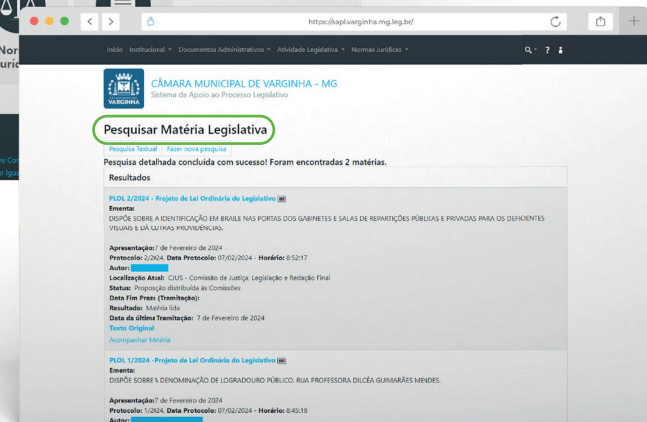 https://sapl.varginha.mg.leg.br/
Início Institucional Documentos Administrativos Atividade Legislativa Normas Jurídicas ?
CÂMARA MUNICIPAL DE VARGINHA - MG
Sistema de Apoio ao Processo Legislativo
VARGINHA
Pesquisar Matéria Legislativa
Pesquisa Textual Fazer nova pesquisa
Pesquisa detalhada concluída com sucesso! Foram encontradas 2 matérias.
Resultados
PLOL 2/2024 - Projeto de Lei Ordinária do Legislativo
Ementa:
DISPÕE SOBRE A IDENTIFICAÇÃO EM BRAILE NAS PORTAS DOS GABINETES E SALAS DE REPARTIÇÕES PÚBLICAS E PRIVADAS PARA OS DEFICIENTES
VISUAIS E DÁ OUTRAS PROVIDÊNCIAS.
Apresentação: 7 de Fevereiro de 2024
Protocolo: 2/2024, Data Protocolo: 07/02/2024 - Horário: 8:52:17
Autor:
Localização Atual: CJUS - Comissão de Justiça, Legislação e Redação Final
Status: Proposição distribuída às Comissões
Data Fim Prazo (Tramitação):
Resultado: Matéria lida
Data da última Tramitação: 7 de Fevereiro de 2024
Texto Original
Acompanhar Matéria
PLOL 1/2024 - Projeto de Lei Ordinária do Legislativo
Ementa:
DISPÕE SOBRE A DENOMINAÇÃO DE LOGRADOURO PÚBLICO. RUA PROFESSORA DILCÉA GUIMARÃES MENDES.
Apresentação: 7 de Fevereiro de 2024
Protocolo: 1/2024, Data Protocolo: 07/02/2024 - Horário: 8:45:18
Autor: